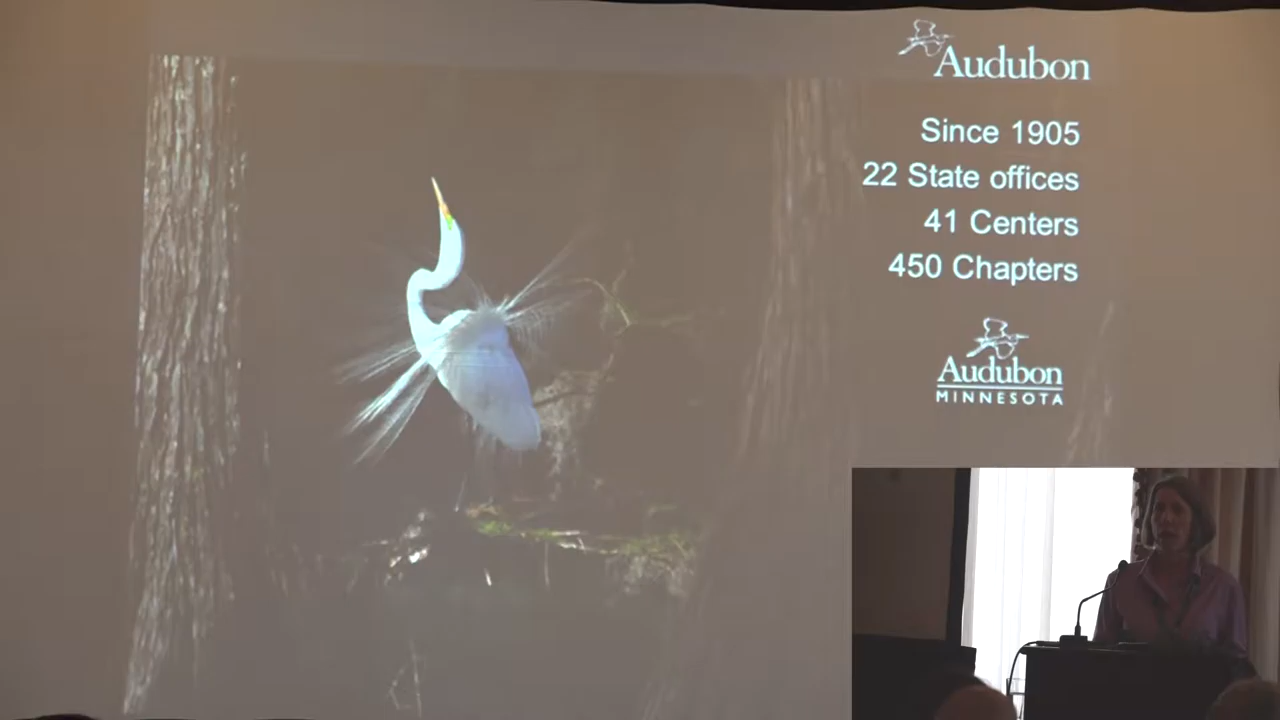 Audubon
Since 1905
22 State offices
41 Centers
450 Chapters
Audubon
MINNESOTA